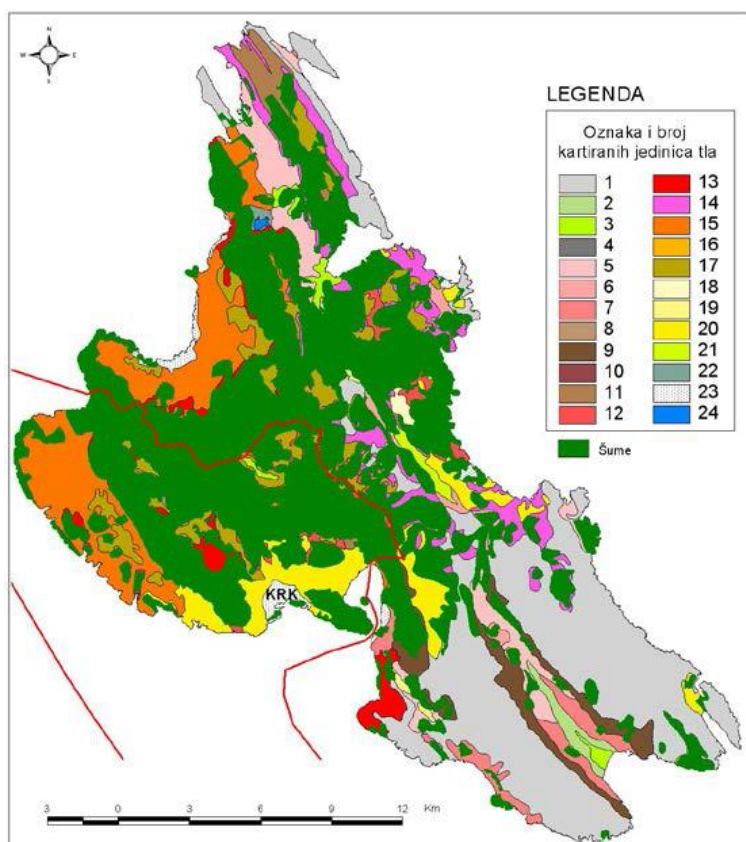 N
W E
S
LEGENDA
Oznaka i broj
kartiranih jedinica tla
1 13
2 14
3 15
4 16
5 17
6 18
7 19
8 20
9 21
10 22
11 23
12 24
Šume
KRK
3 0 3 6 9 12 Km